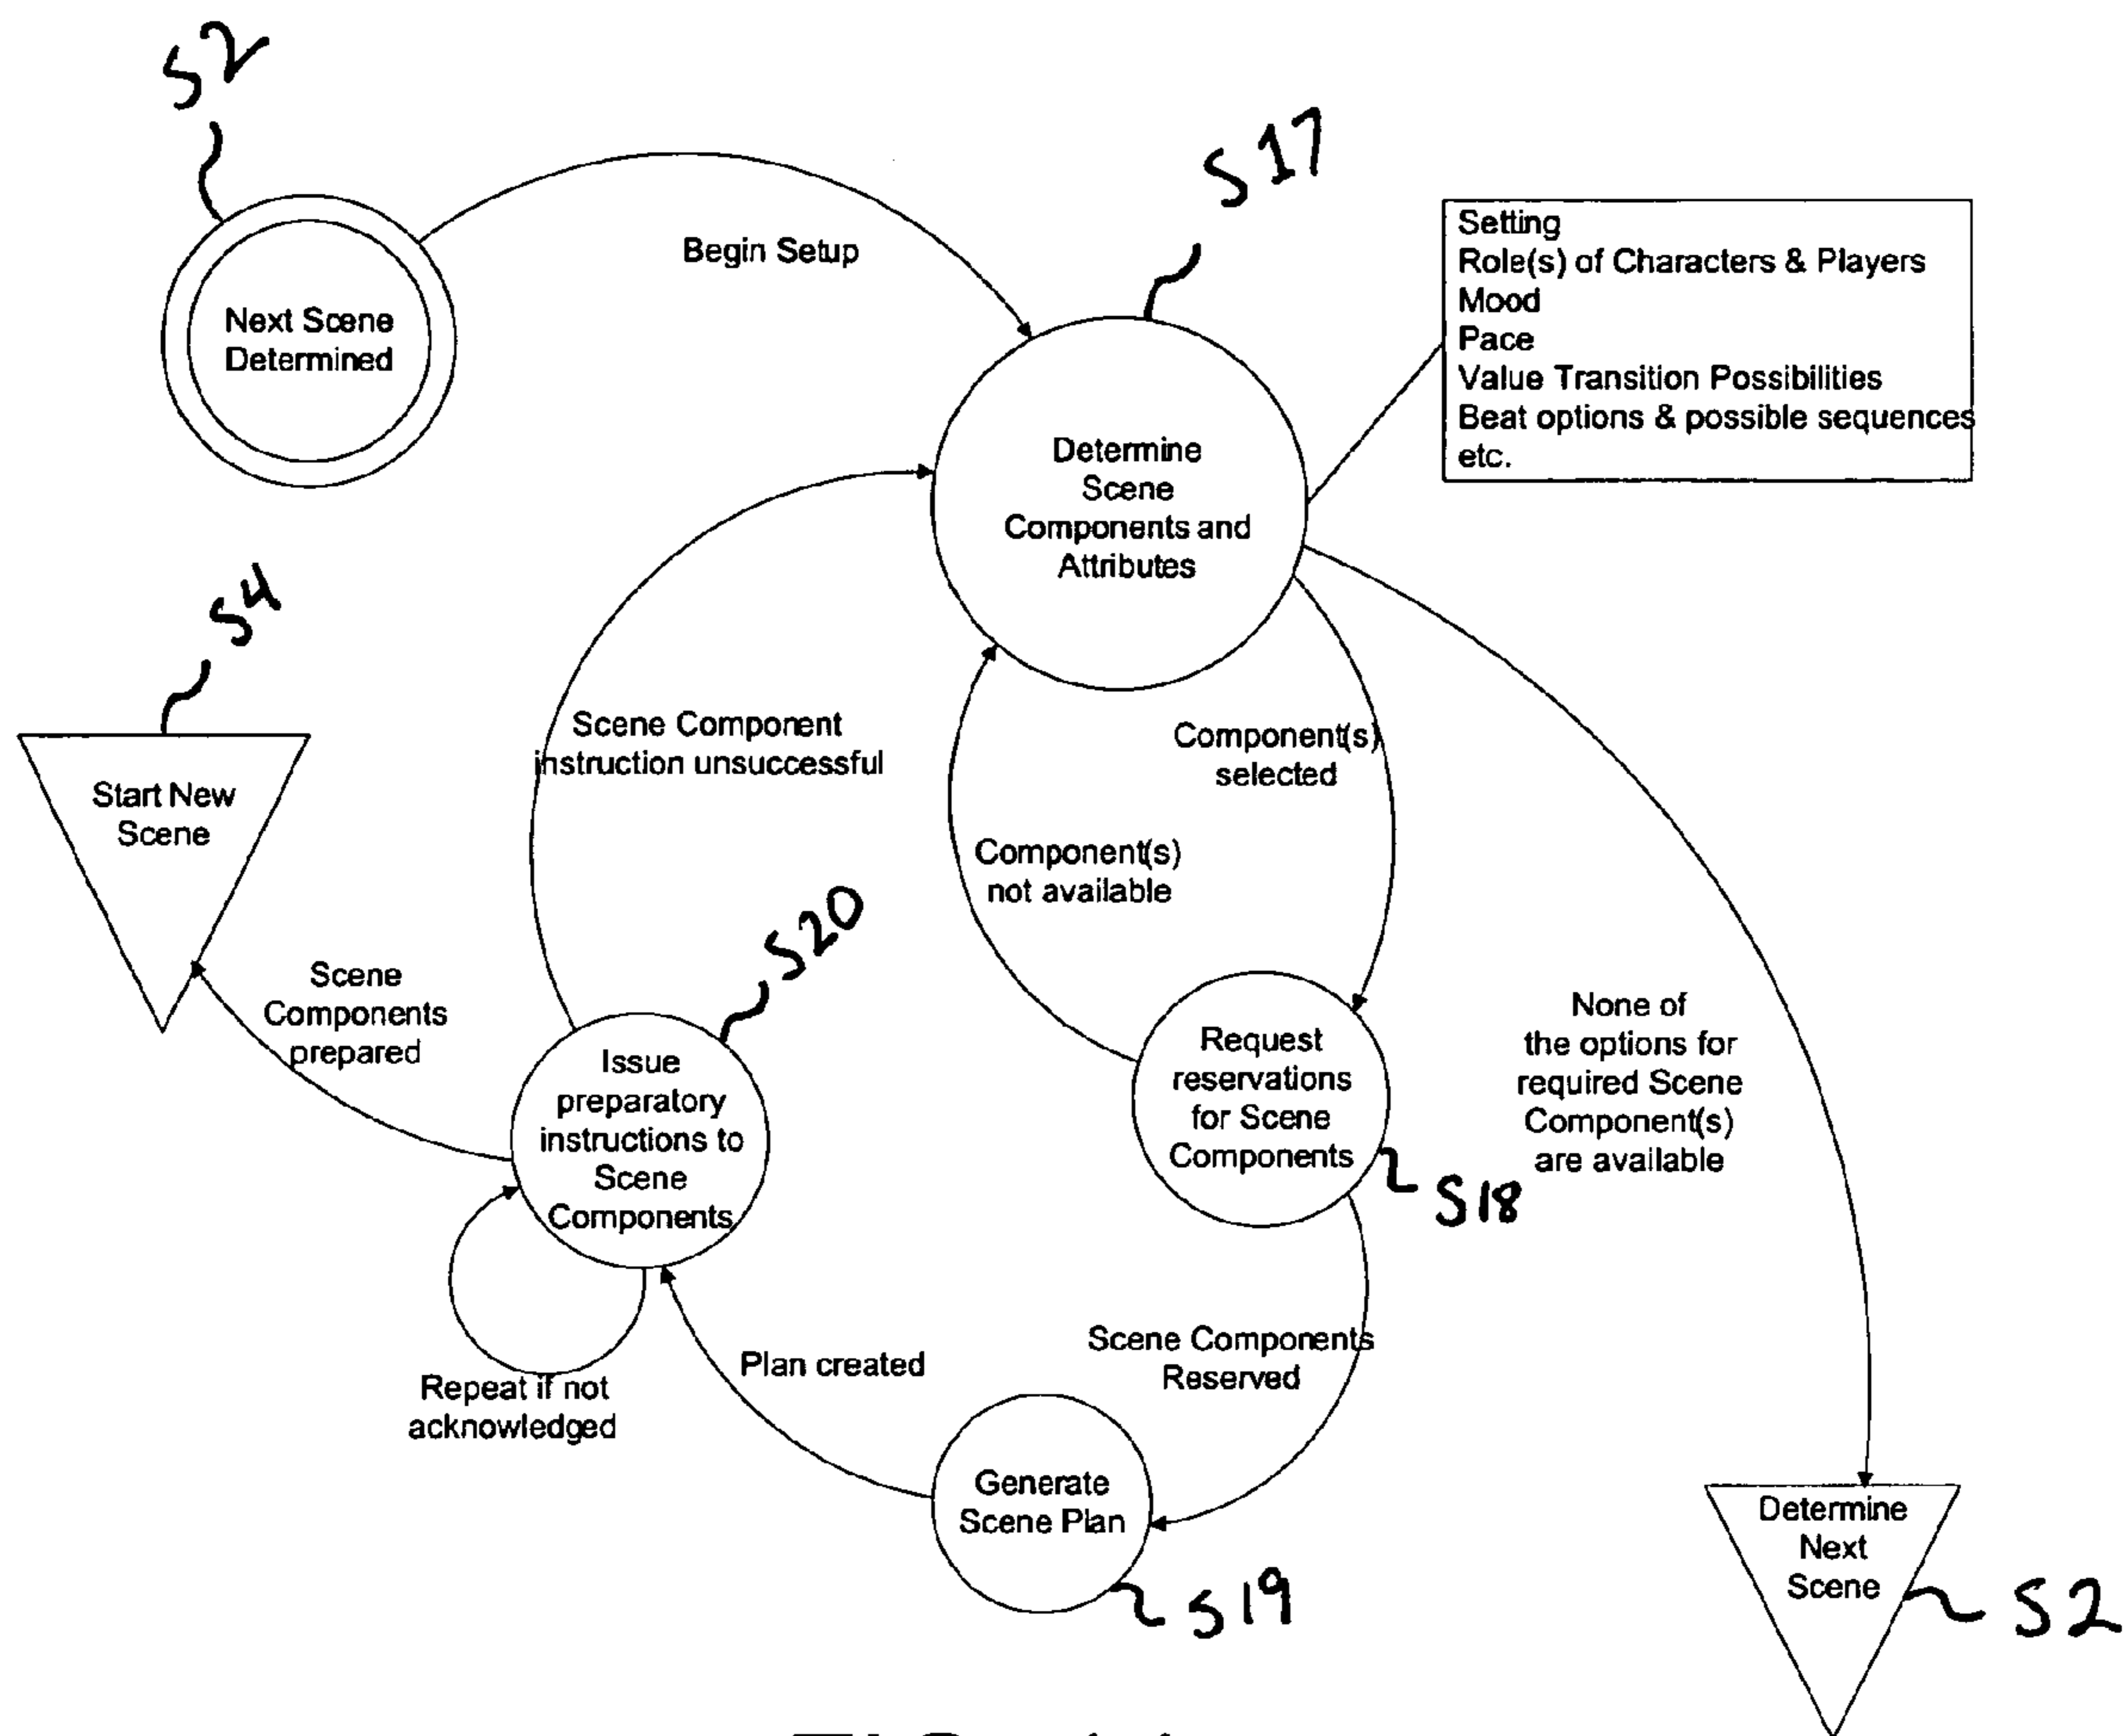 S2
Next Scene
Determined
Begin Setup
S17
Determine
Scene
Components and
Attributes
Setting
Role(s) of Characters & Players
Mood
Pace
Value Transition Possibilities
Beat options & possible sequences
etc.
S4
Start New
Scene
Scene Component
instruction unsuccessful
Component(s)
selected
Component(s)
not available
Scene
Components
prepared
S20
Issue
preparatory
instructions to
Scene
Components
Request
reservations
for Scene
Components
S18
None of
the options for
required Scene
Component(s)
are available
Repeat if not
acknowledged
Plan created
Scene Components
Reserved
Generate
Scene Plan
S19
Determine
Next
Scene
S2